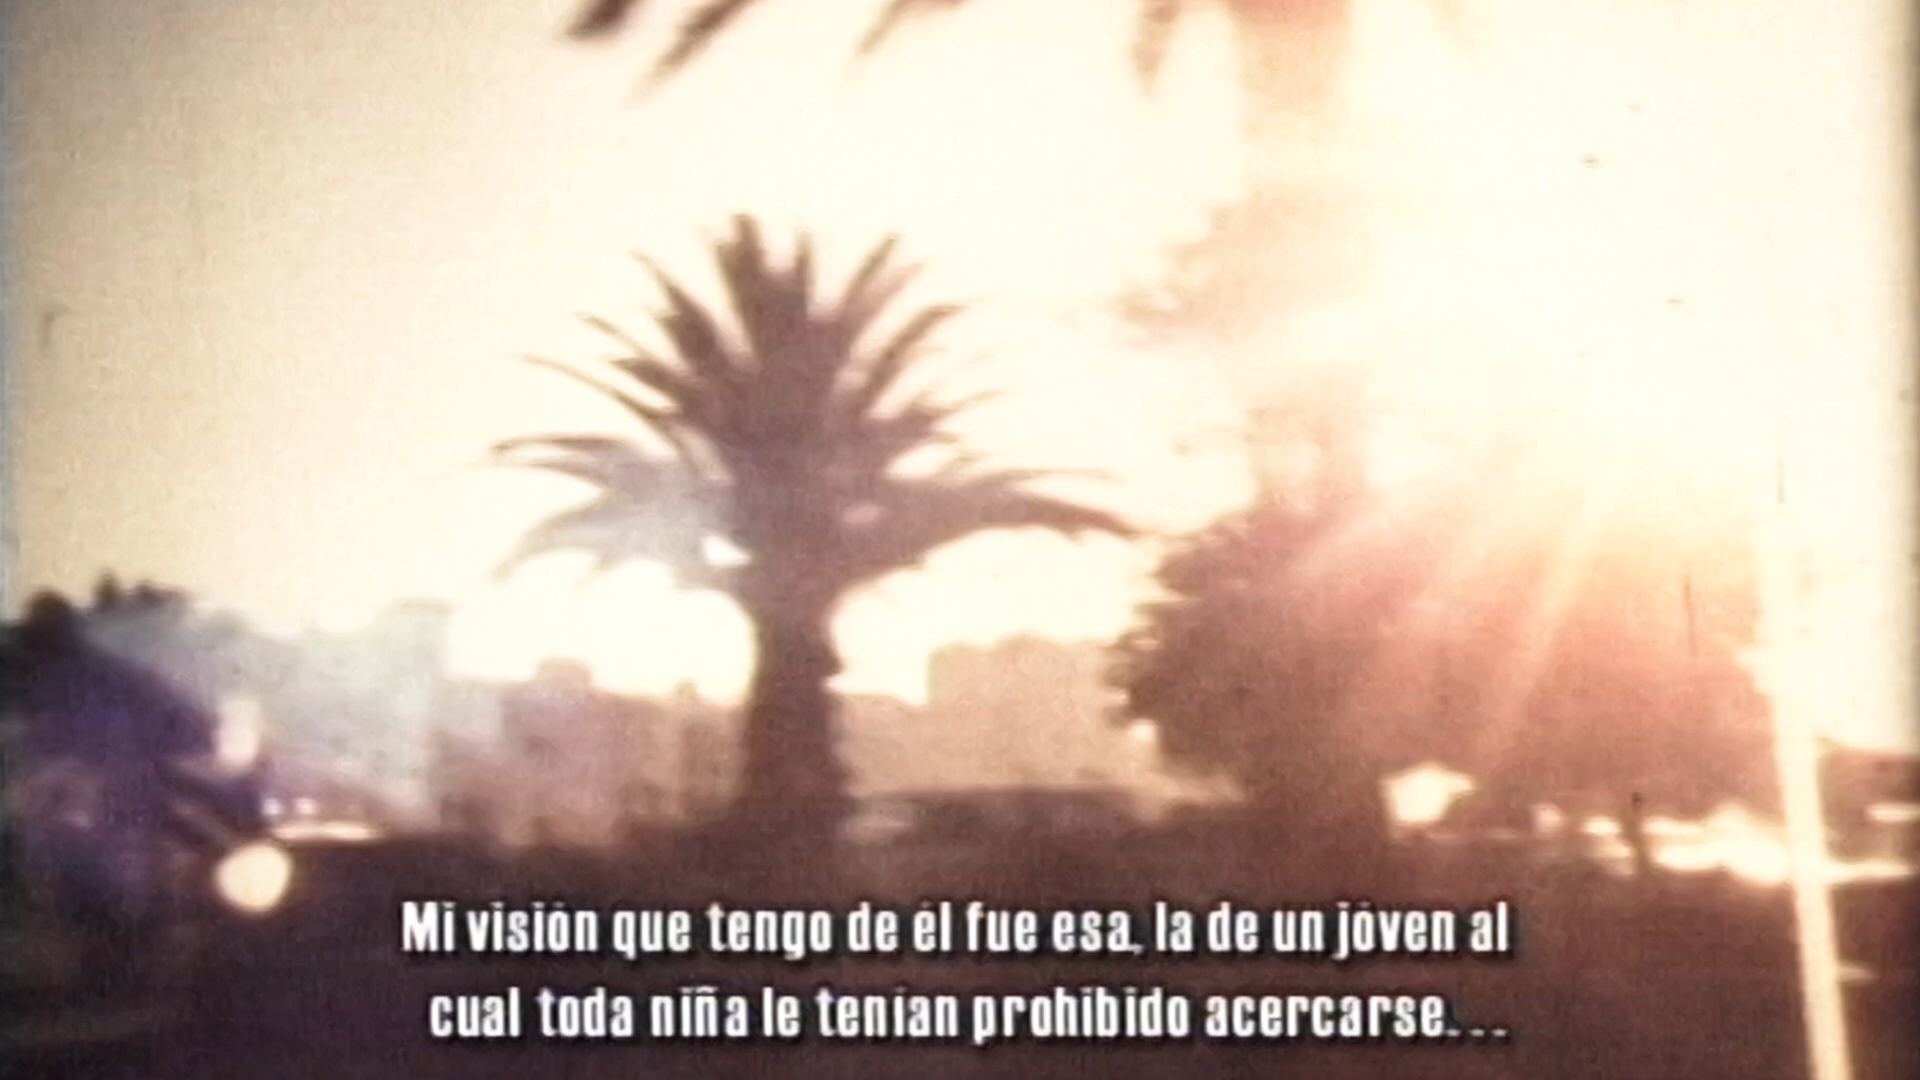 Mi visión que tengo de él fue esa, la de un jóven al
cual toda niña le tenían prohibido acercarse...